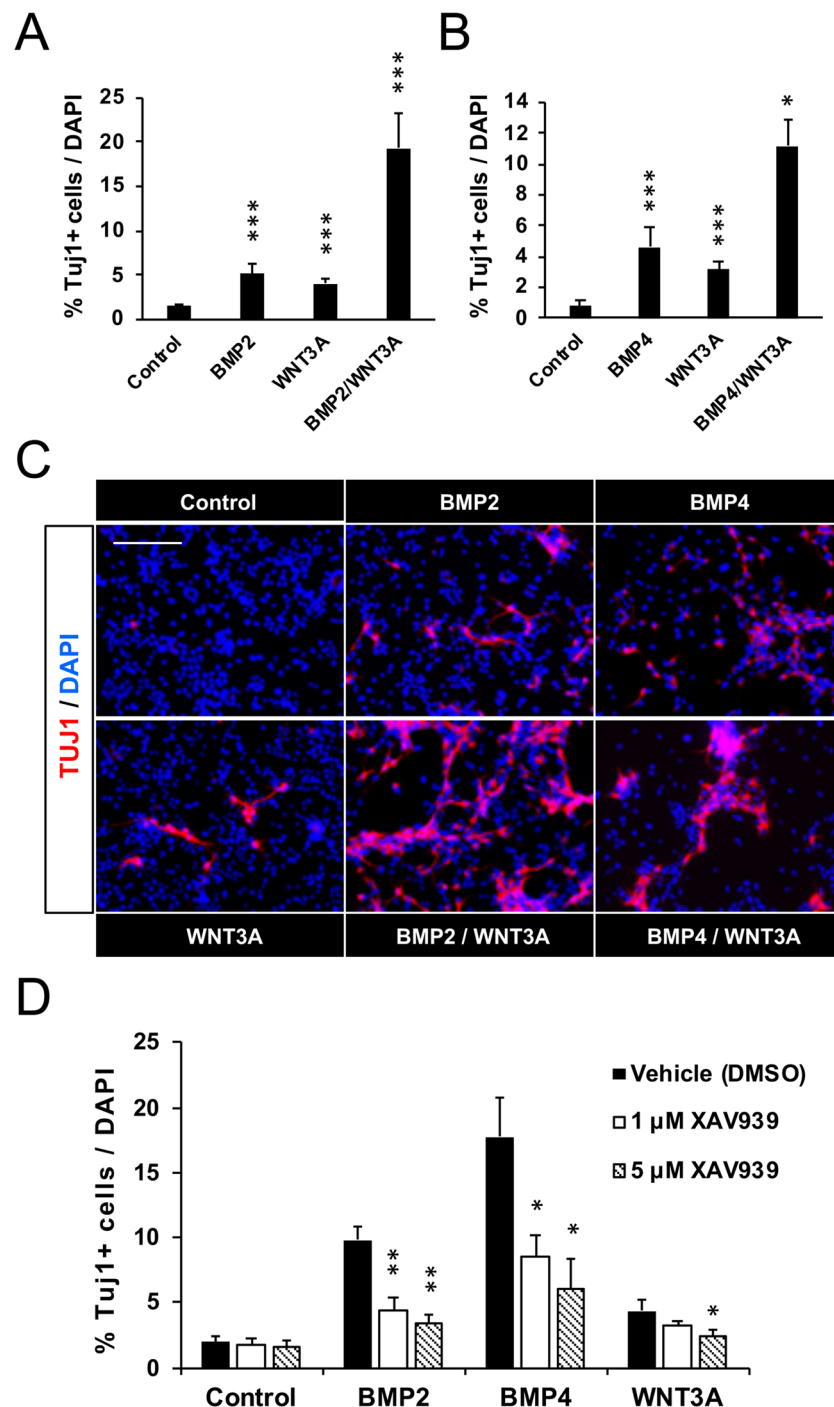 A
% Tuj1+ cells / DAPI
25
20
15
10
5
0
***
***
***
Control
BMP2
WNT3A
BMP2/WNT3A
B
% Tuj1+ cells / DAPI
14
12
10
8
6
4
2
0
***
***
*
Control
BMP4
WNT3A
BMP4/WNT3A
C
Control BMP2 BMP4
TUJ1 / DAPI
WNT3A BMP2 / WNT3A BMP4 / WNT3A
D
% Tuj1+ cells / DAPI
25
20
15
10
5
0
Vehicle (DMSO)
1 µM XAV939
5 µM XAV939
**
**
*
*
*
Control BMP2 BMP4 WNT3A